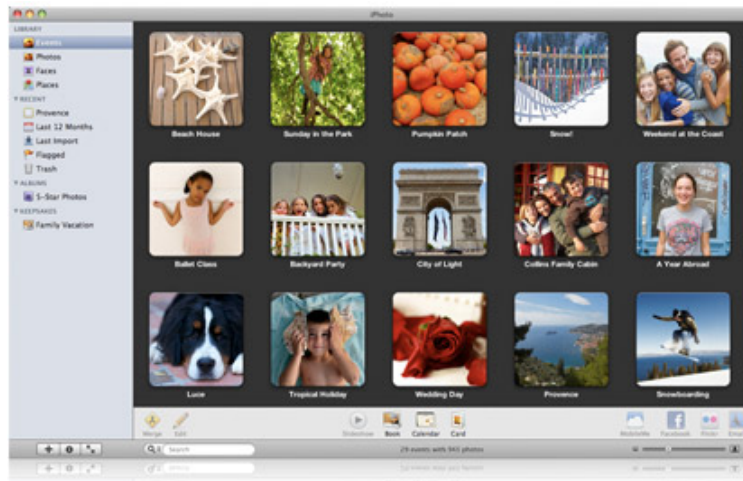 iPhoto
LIBRARY
Events
Photos
Faces
Places
RECENT
Provence
Last 12 Months
Last Import
Flagged
Trash
ALBUMS
5-Star Photos
KEEPSAKES
Family Vacation
Beach House
Sunday in the Park
Pumpkin Patch
Snow!
Weekend at the Coast
Ballet Class
Backyard Party
City of Light
Collins Family Cabin
A Year Abroad
Luce
Tropical Holiday
Wedding Day
Provence
Snowboarding
Merge
Edit
Slideshow
Book
Calendar
Card
MobileMe
Facebook
Flickr
Search
29 events with 945 photos